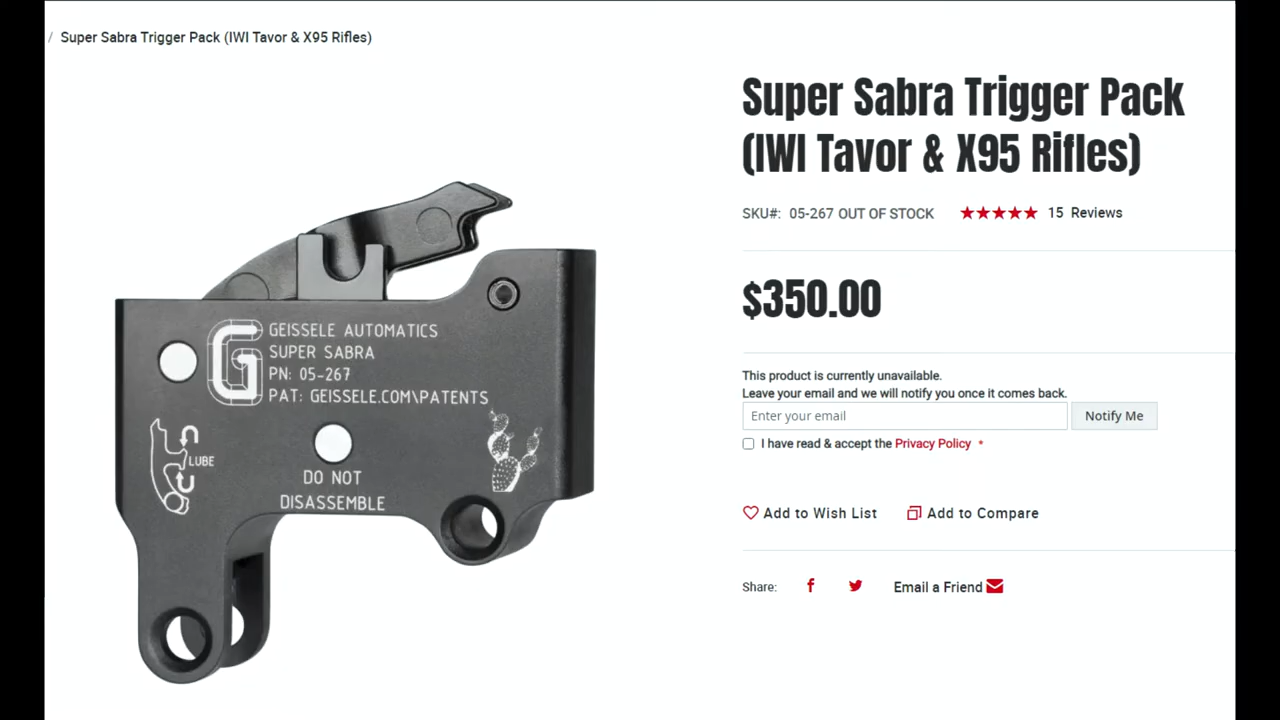 / Super Sabra Trigger Pack (IWI Tavor & X95 Rifles)
Super Sabra Trigger Pack
(IWI Tavor & X95 Rifles)
SKU#: 05-267 OUT OF STOCK 15 Reviews
$350.00
This product is currently unavailable.
Leave your email and we will notify you once it comes back.
Enter your email Notify Me
I have read & accept the Privacy Policy *
Add to Wish List Add to Compare
Share: Email a Friend
G
GEISSELE AUTOMATICS
SUPER SABRA
PN: 05-267
PAT: GEISSELE.COM\PATENTS
LUBE
DO NOT
DISASSEMBLE